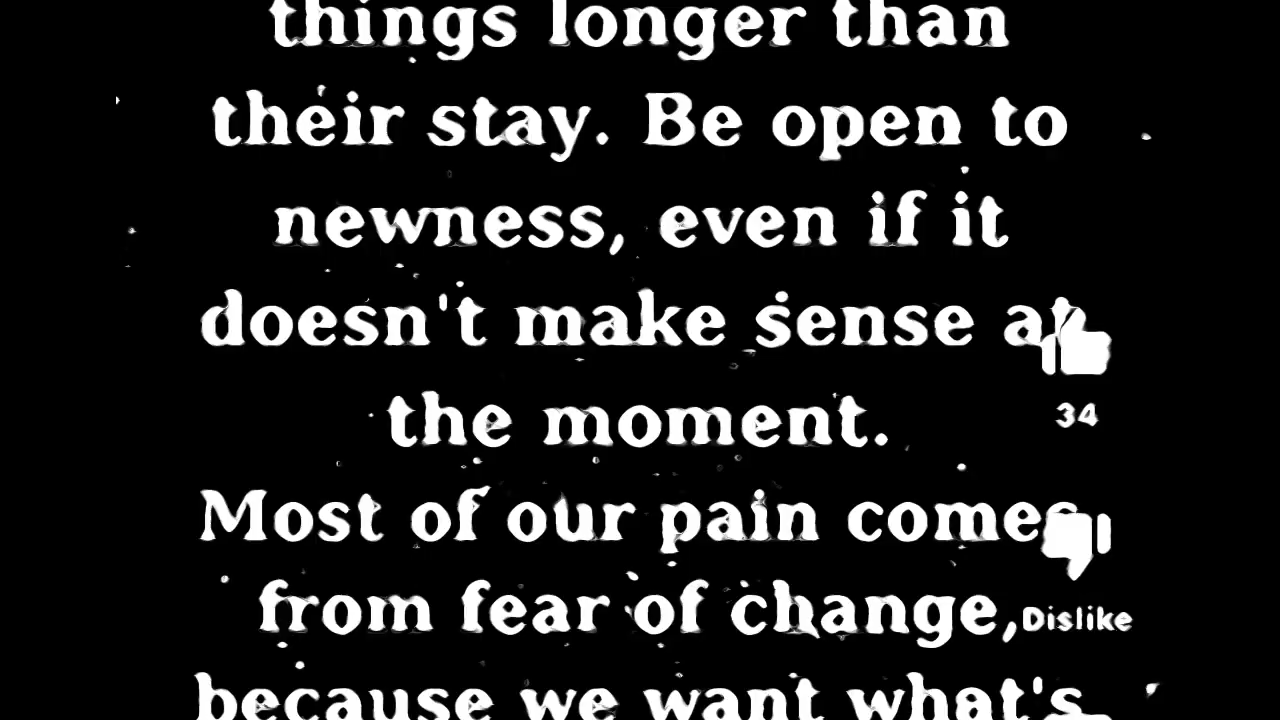 things longer than
their stay. Be open to
newness, even if it
doesn't make sense at
the moment.
34
Most of our pain comes
from fear of change,
Dislike
because we want what's